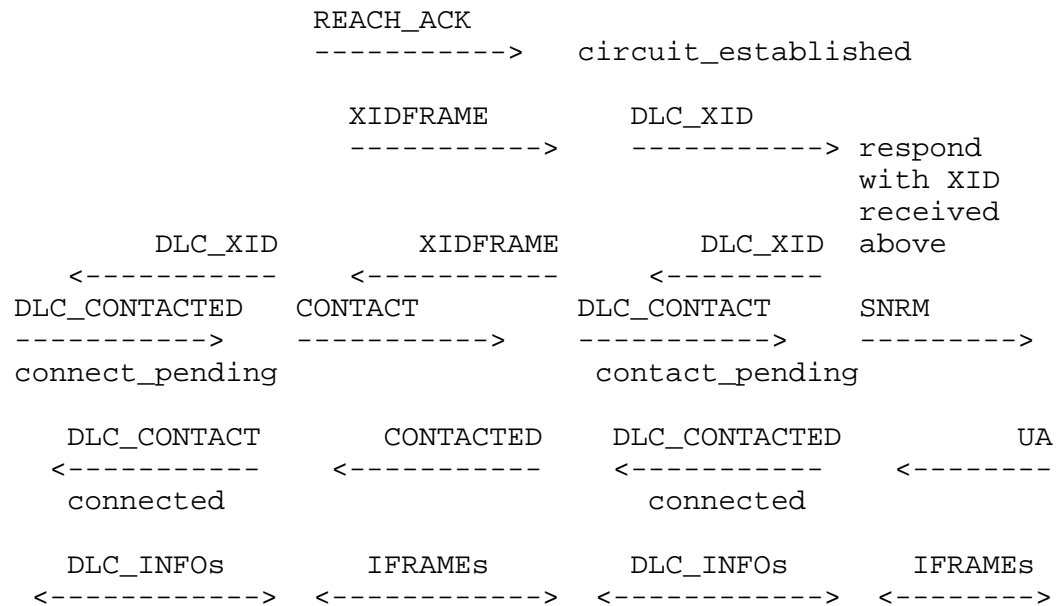 REACH_ACK
-----------> circuit_established
XIDFRAME DLC_XID
-----------> -----------> respond
with XID
received
DLC_XID XIDFRAME DLC_XID above
<----------- <----------- <---------
DLC_CONTACTED CONTACT DLC_CONTACT SNRM
-----------> -----------> -----------> --------->
connect_pending contact_pending
DLC_CONTACT CONTACTED DLC_CONTACTED UA
<----------- <----------- <----------- <--------
connected connected
DLC_INFOs IFRAMEs DLC_INFOs IFRAMEs
<------------> <------------> <------------> <-------->